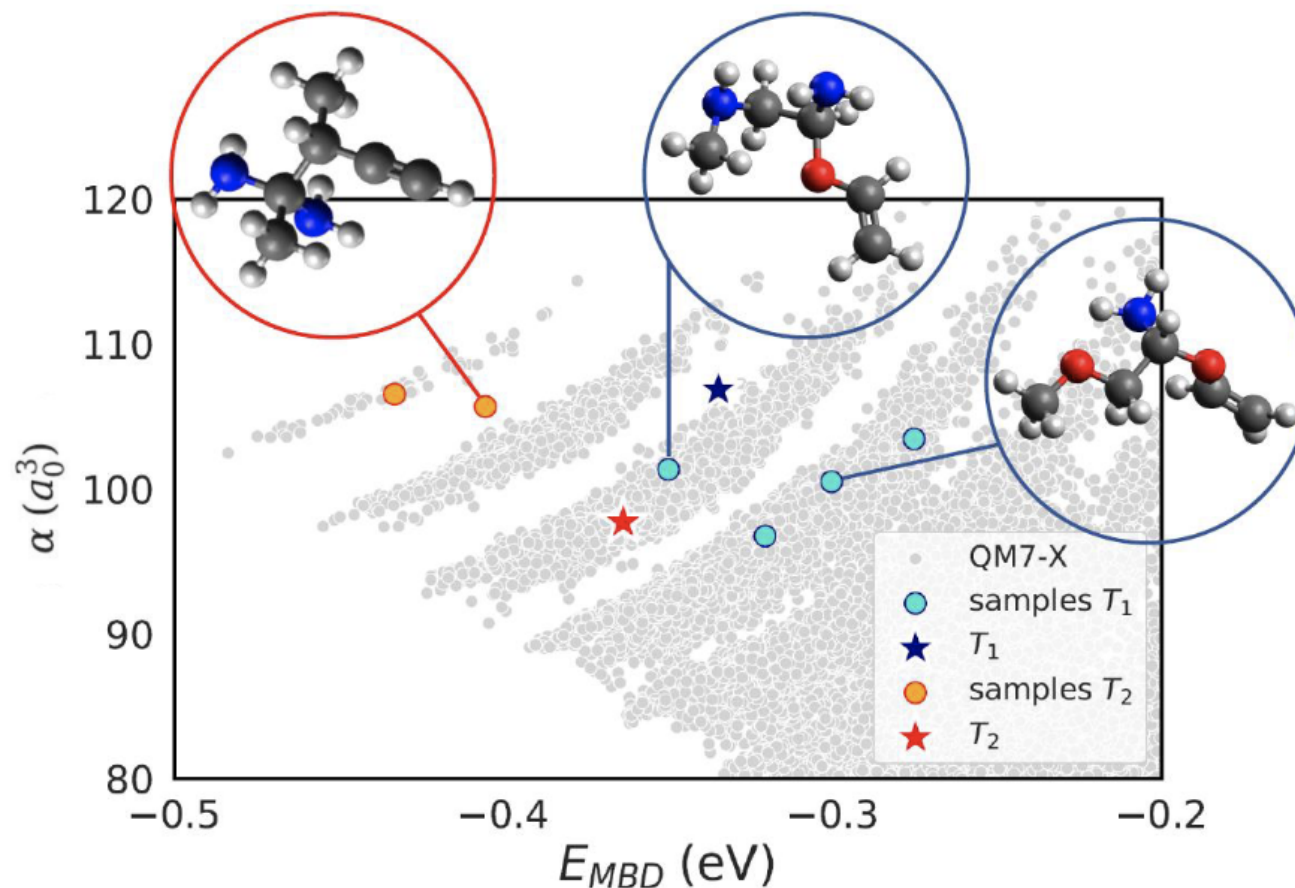 120
110
100
90
80
α (a₀³)
−0.5
−0.4
−0.3
−0.2
E_MBD (eV)
QM7-X
samples T₁
T₁
samples T₂
T₂